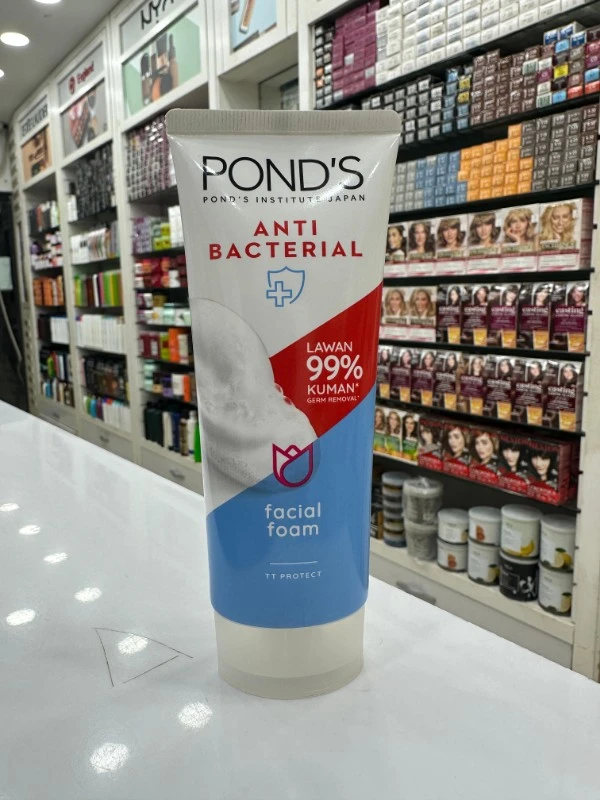 POND'S
POND'S INSTITUTE JAPAN
ANTI
BACTERIAL
LAWAN
99%
KUMAN*
GERM REMOVAL*
facial
foam
TT PROTECT